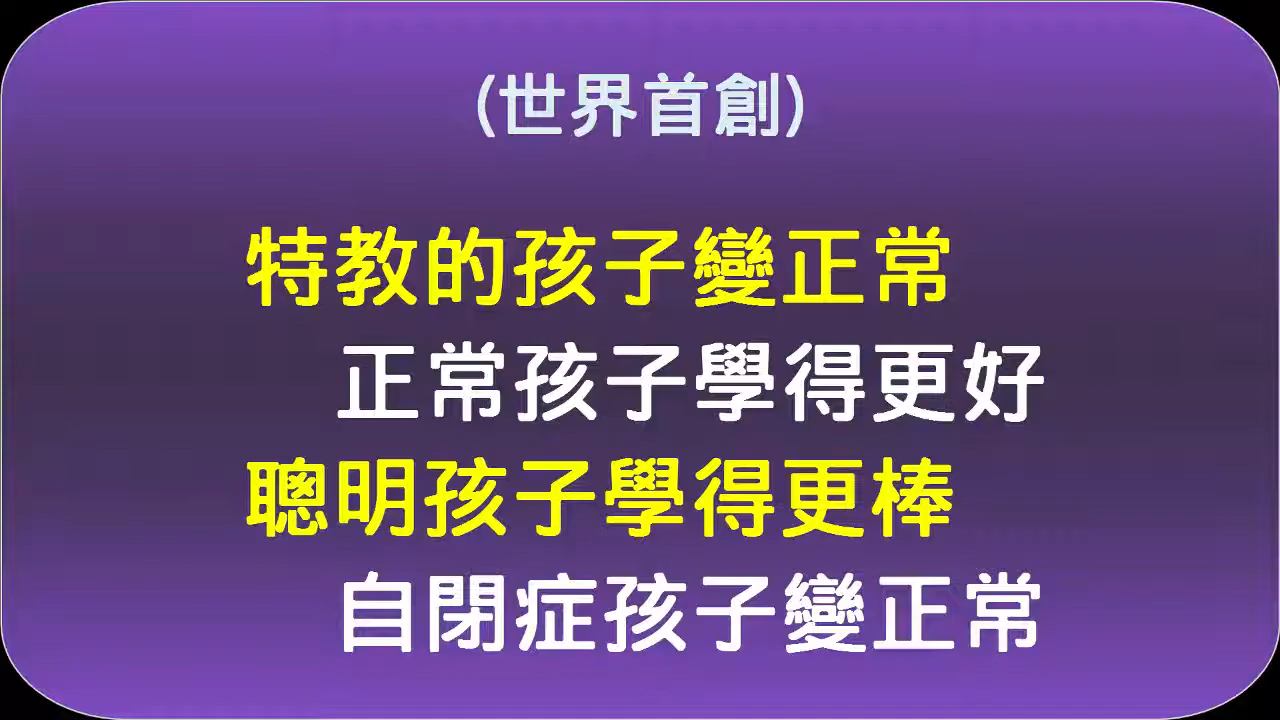 (世界首創)
特教的孩子變正常
正常孩子學得更好
聰明孩子學得更棒
自閉症孩子變正常